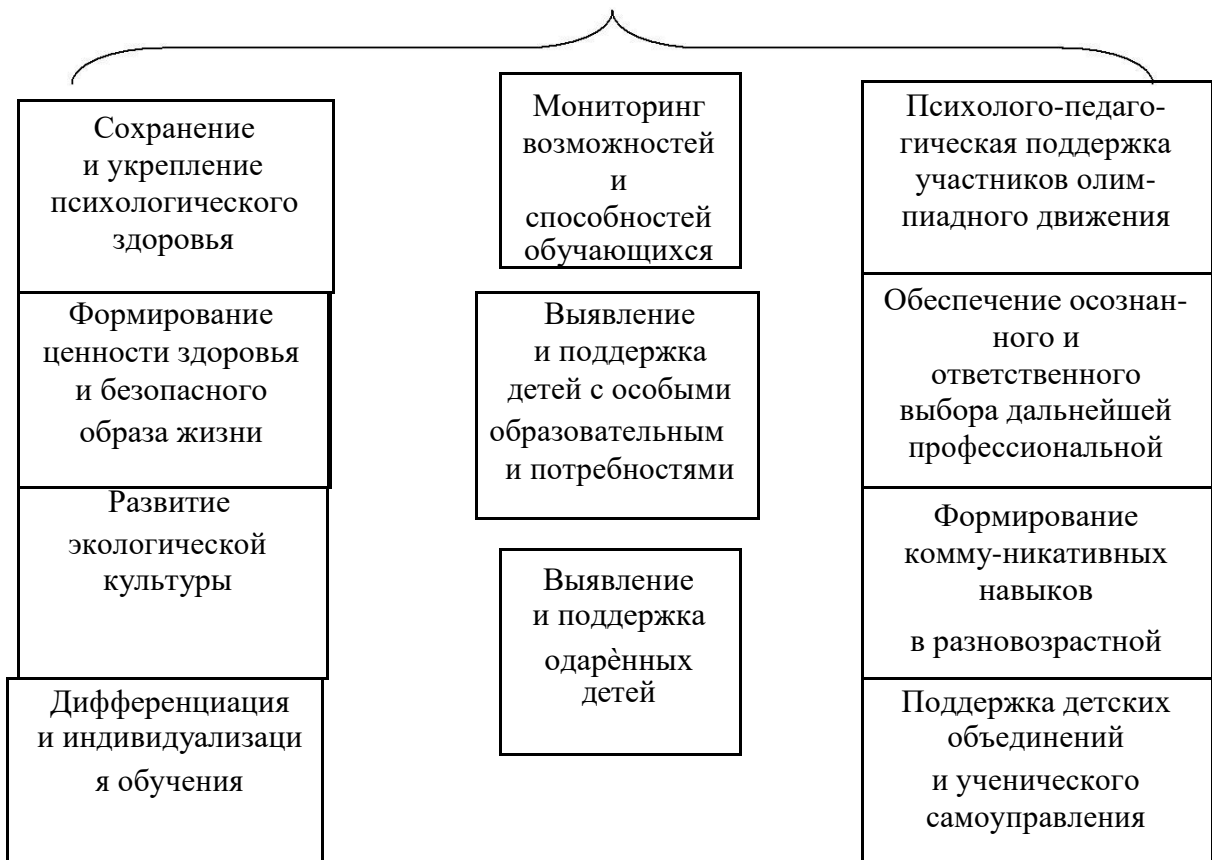 Сохранение
и укрепление
психологического
здоровья
Формирование
ценности здоровья
и безопасного
образа жизни
Развитие
экологической
культуры
Дифференциация
и индивидуализаци
я обучения
Мониторинг
возможностей
и
способностей
обучающихся
Выявление
и поддержка
детей с особыми
образовательным
и потребностями
Выявление
и поддержка
одарѐнных
детей
Психолого-педаго-
гическая поддержка
участников олим-
пиадного движения
Обеспечение осознан-
ного и
ответственного
выбора дальнейшей
профессиональной
Формирование
комму-никативных
навыков
в разновозрастной
Поддержка детских
объединений
и ученического
самоуправления